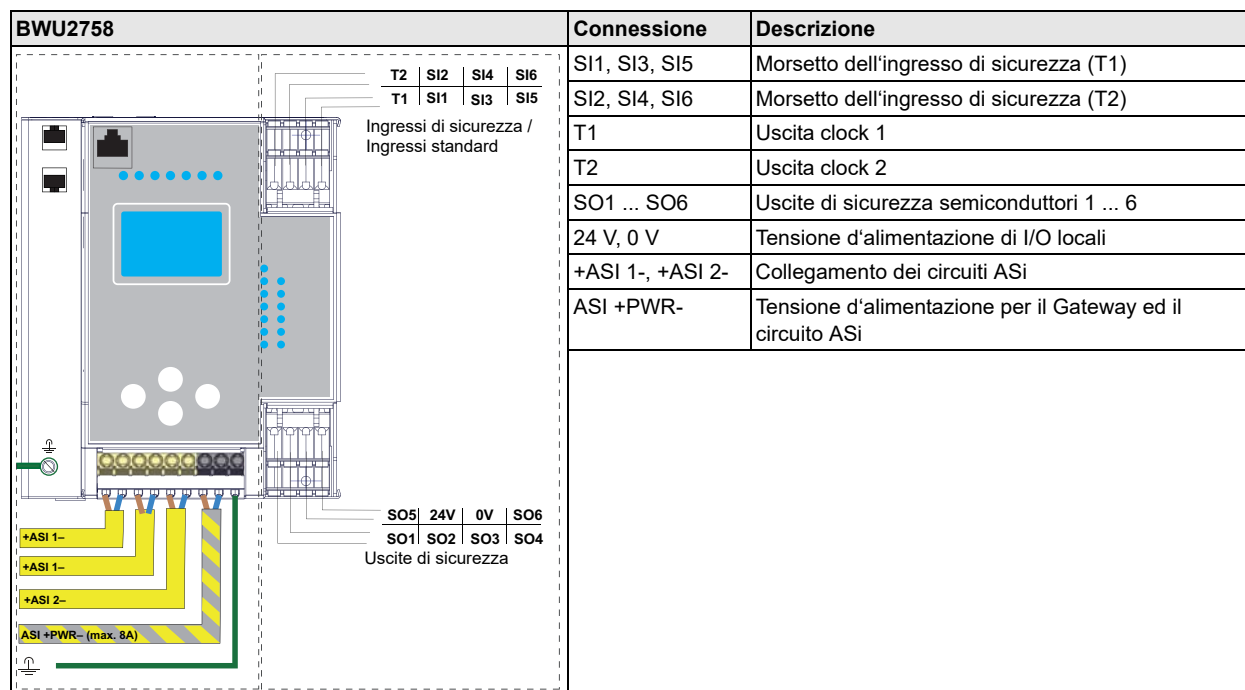 BWU2758
Connessione
Descrizione
T2 SI2 SI4 SI6
T1 SI1 SI3 SI5
Ingressi di sicurezza /
Ingressi standard
SO5 24V 0V SO6
SO1 SO2 SO3 SO4
Uscite di sicurezza
+ASI 1–
+ASI 1–
+ASI 2–
ASI +PWR– (max. 8A)
SI1, SI3, SI5 Morsetto dell‘ingresso di sicurezza (T1)
SI2, SI4, SI6 Morsetto dell‘ingresso di sicurezza (T2)
T1 Uscita clock 1
T2 Uscita clock 2
SO1 ... SO6 Uscite di sicurezza semiconduttori 1 ... 6
24 V, 0 V Tensione d‘alimentazione di I/O locali
+ASI 1-, +ASI 2- Collegamento dei circuiti ASi
ASI +PWR- Tensione d‘alimentazione per il Gateway ed il
circuito ASi